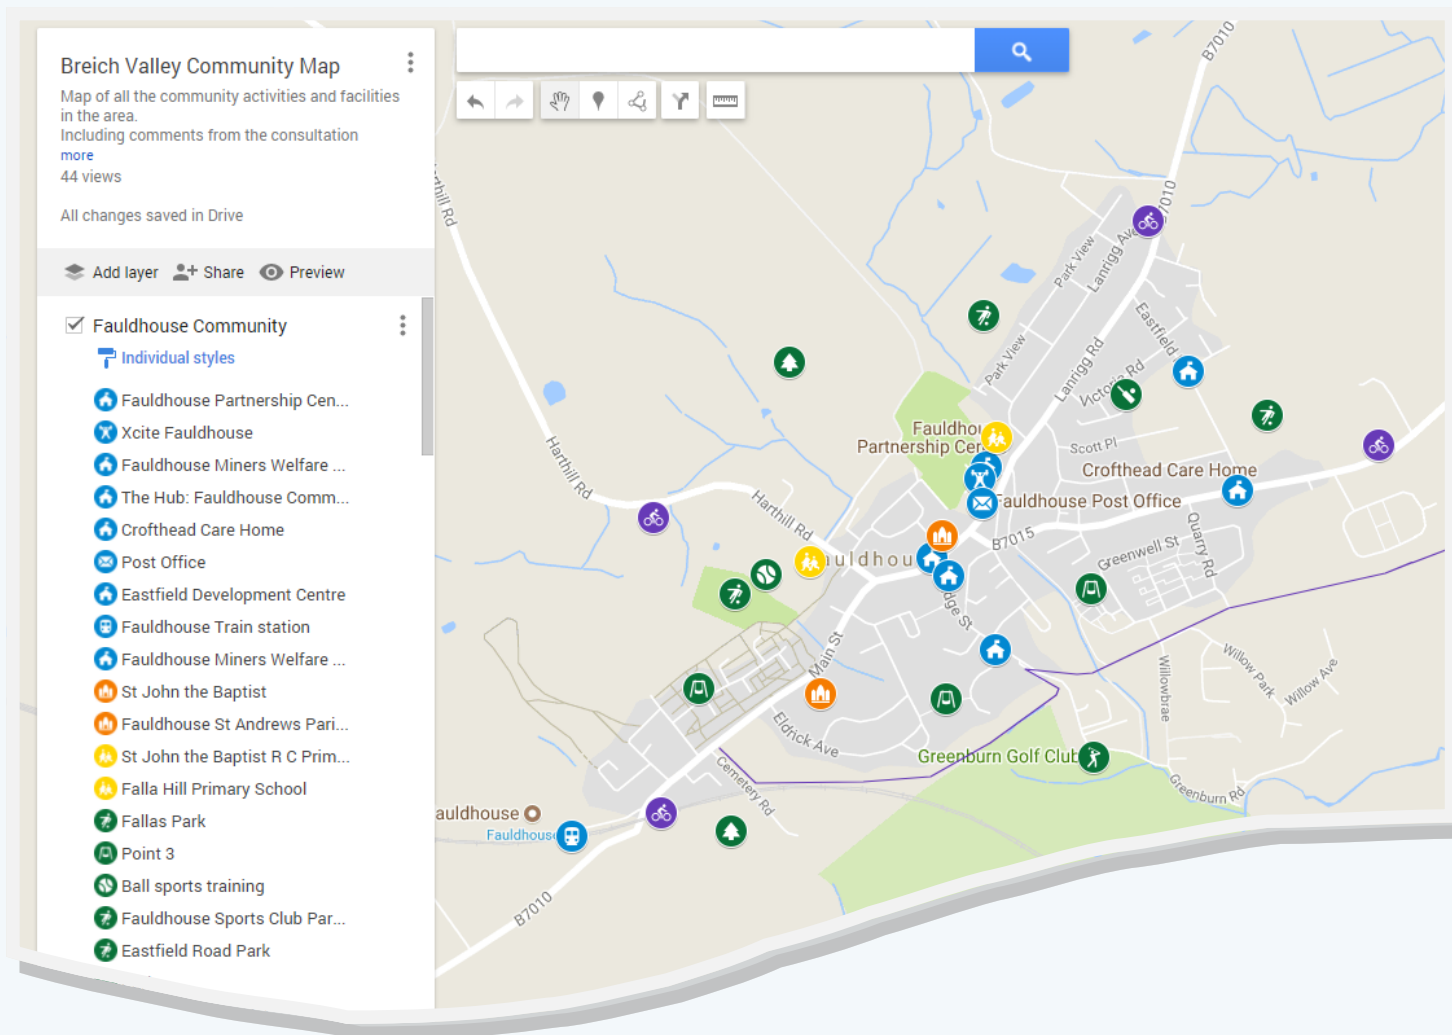 Breich Valley Community Map
Map of all the community activities and facilities
in the area.
Including comments from the consultation
more
44 views
All changes saved in Drive
Add layer
Share
Preview
Fauldhouse Community
Individual styles
Fauldhouse Partnership Cen...
Xcite Fauldhouse
Fauldhouse Miners Welfare ...
The Hub: Fauldhouse Comm...
Crofthead Care Home
Post Office
Eastfield Development Centre
Fauldhouse Train station
Fauldhouse Miners Welfare ...
St John the Baptist
Fauldhouse St Andrews Pari...
St John the Baptist R C Prim...
Falla Hill Primary School
Fallas Park
Point 3
Ball sports training
Fauldhouse Sports Club Par...
Eastfield Road Park
B7010
arthill Rd
7010
Park View
Lanrigg Ave
Eastfield
Park View
Lanrigg Rd
Victoria Rd
Fauldhou
Partnership Cen
Scott Pl
Crofthead Care Home
Harthill Rd
Harthill Rd
Fauldhouse Post Office
B7015
Quarry Rd
Greenwell St
auldhou
dge St
Main St
Willow Park
Willow Ave
Willowbrae
Eldrick Ave
Greenburn Golf Club
Cemetery Rd
Greenburn Rd
auldhouse
Fauldhouse
B7010